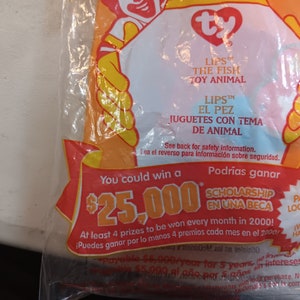 ty
LIPS™
THE FISH
TOY ANIMAL
LIPS™
EL PEZ
JUGUETES CON TEMA
DE ANIMAL
See back for safety information.
el reverso para información sobre seguridad.
You could win a Podrías ganar
$25,000* SCHOLARSHIP
EN UNA BECA
At least 4 prizes to be won every month in 2000!
¡Puedes ganar por lo menos 4 premios cada mes en el 2000!